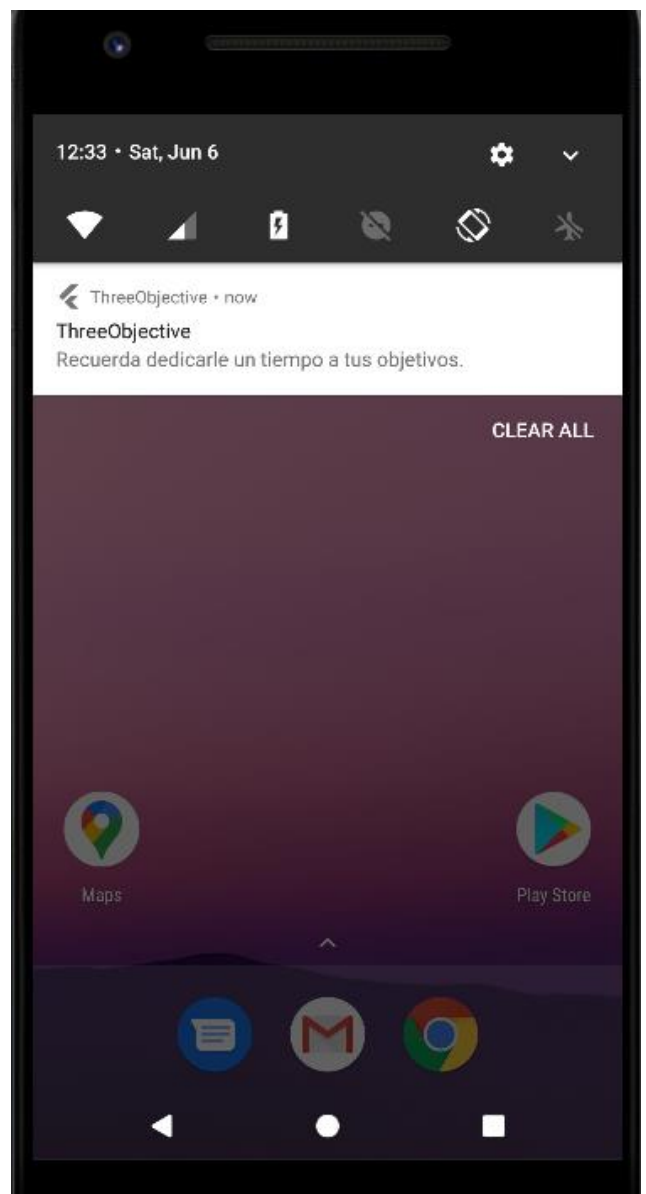 12:33 • Sat, Jun 6
ThreeObjective • now
ThreeObjective
Recuerda dedicarle un tiempo a tus objetivos.
CLEAR ALL
Maps
Play Store